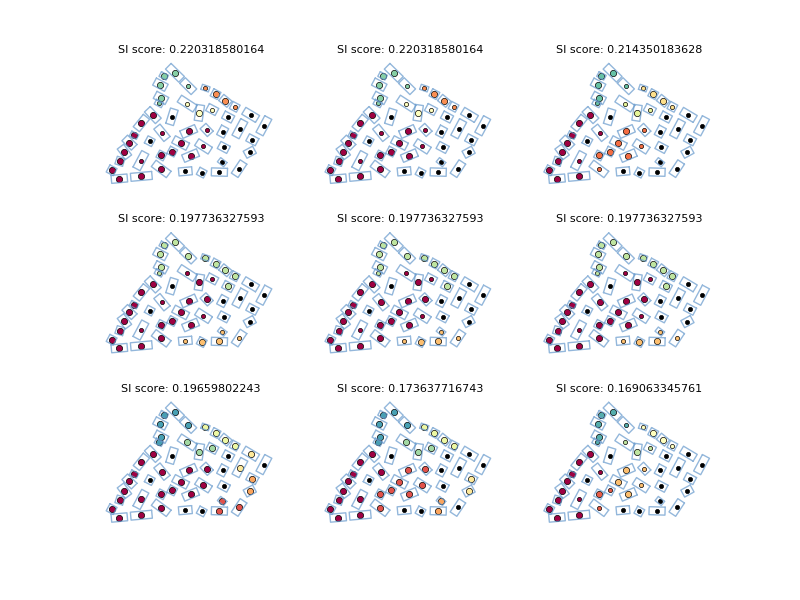 SI score: 0.220318580164
SI score: 0.220318580164
SI score: 0.214350183628
SI score: 0.197736327593
SI score: 0.197736327593
SI score: 0.197736327593
SI score: 0.19659802243
SI score: 0.173637716743
SI score: 0.169063345761